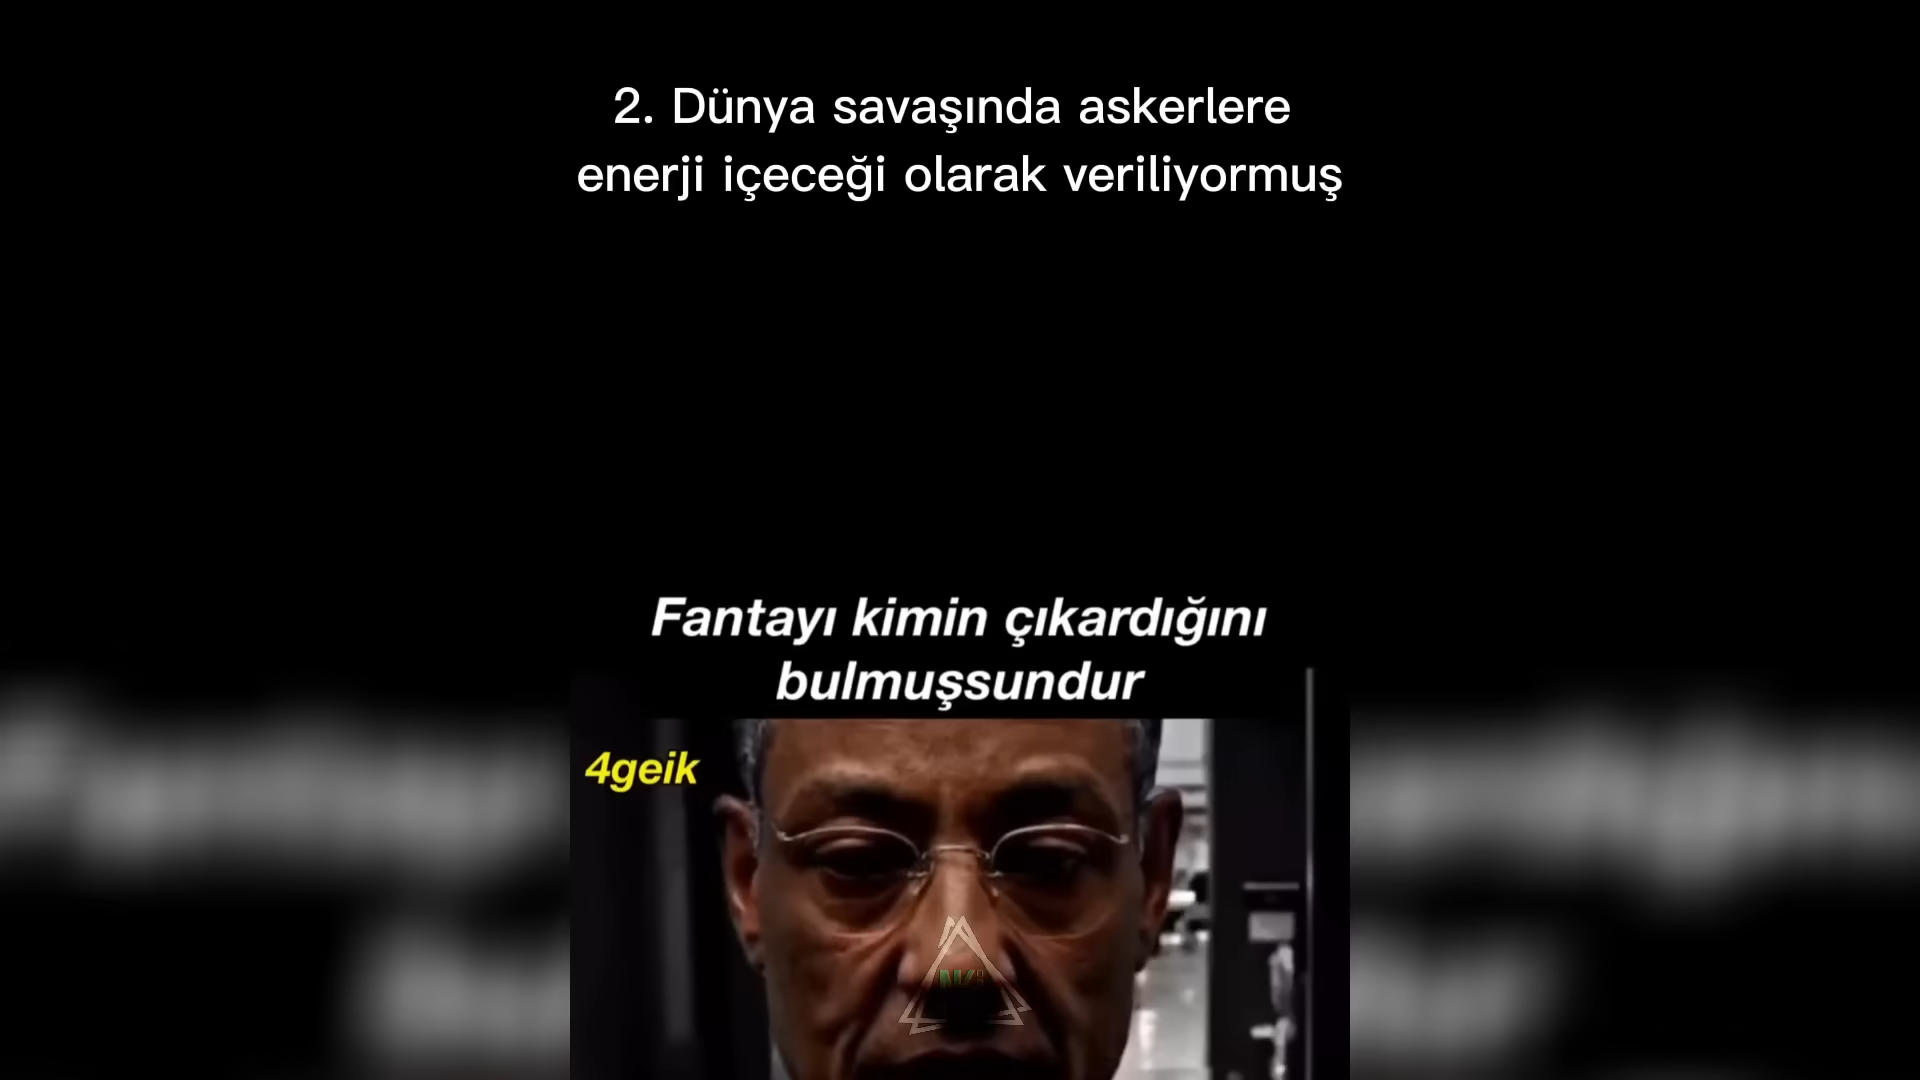 2. Dünya savaşında askerlere
enerji içeceği olarak veriliyormuş
Fantayı kimin çıkardığını
bulmuşsundur
4geik